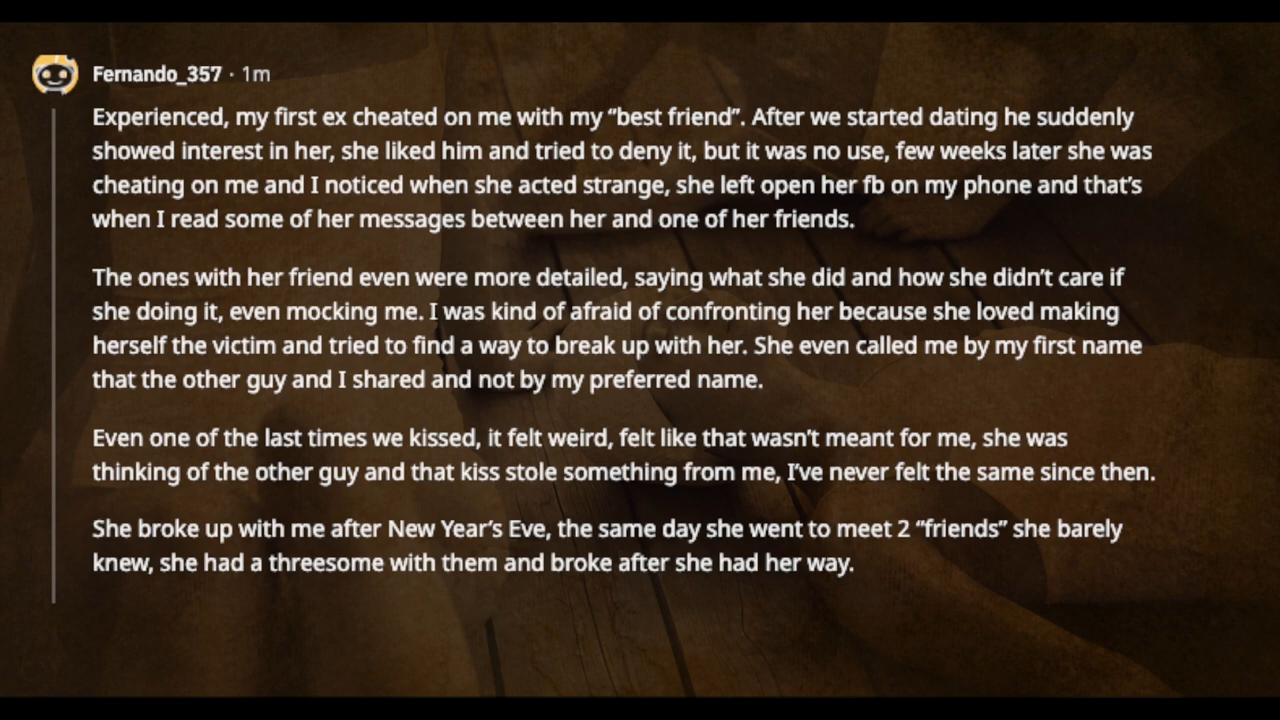 Fernando_357 · 1m
Experienced, my first ex cheated on me with my “best friend”. After we started dating he suddenly
showed interest in her, she liked him and tried to deny it, but it was no use, few weeks later she was
cheating on me and I noticed when she acted strange, she left open her fb on my phone and that’s
when I read some of her messages between her and one of her friends.
The ones with her friend even were more detailed, saying what she did and how she didn’t care if
she doing it, even mocking me. I was kind of afraid of confronting her because she loved making
herself the victim and tried to find a way to break up with her. She even called me by my first name
that the other guy and I shared and not by my preferred name.
Even one of the last times we kissed, it felt weird, felt like that wasn’t meant for me, she was
thinking of the other guy and that kiss stole something from me, I’ve never felt the same since then.
She broke up with me after New Year’s Eve, the same day she went to meet 2 “friends” she barely
knew, she had a threesome with them and broke after she had her way.